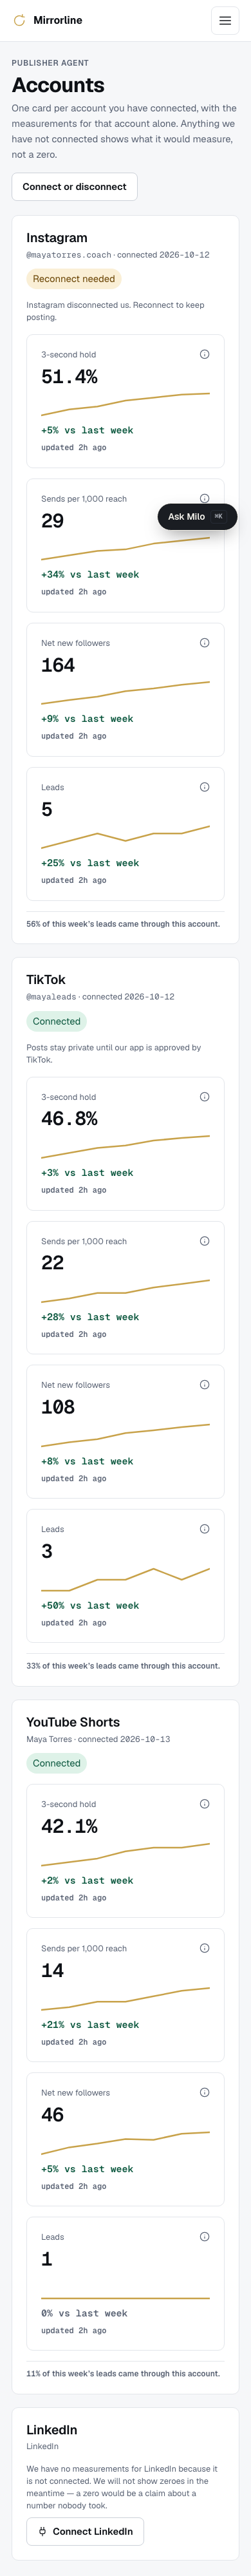 Mirrorline
PUBLISHER AGENT
Accounts
One card per account you have connected, with the
measurements for that account alone. Anything we
have not connected shows what it would measure,
not a zero.
Connect or disconnect
Instagram
@mayatorres.coach · connected 2026-10-12
Reconnect needed
Instagram disconnected us. Reconnect to keep
posting.
3-second hold
51.4%
+5% vs last week
updated 2h ago
Sends per 1,000 reach
29
Ask Milo ⌘K
+34% vs last week
updated 2h ago
Net new followers
164
+9% vs last week
updated 2h ago
Leads
5
+25% vs last week
updated 2h ago
56% of this week's leads came through this account.
TikTok
@mayaleads · connected 2026-10-12
Connected
Posts stay private until our app is approved by
TikTok.
3-second hold
46.8%
+3% vs last week
updated 2h ago
Sends per 1,000 reach
22
+28% vs last week
updated 2h ago
Net new followers
108
+8% vs last week
updated 2h ago
Leads
3
+50% vs last week
updated 2h ago
33% of this week's leads came through this account.
YouTube Shorts
Maya Torres · connected 2026-10-13
Connected
3-second hold
42.1%
+2% vs last week
updated 2h ago
Sends per 1,000 reach
14
+21% vs last week
updated 2h ago
Net new followers
46
+5% vs last week
updated 2h ago
Leads
1
0% vs last week
updated 2h ago
11% of this week's leads came through this account.
LinkedIn
LinkedIn
We have no measurements for LinkedIn because it
is not connected. We will not show zeroes in the
meantime — a zero would be a claim about a
number nobody took.
Connect LinkedIn